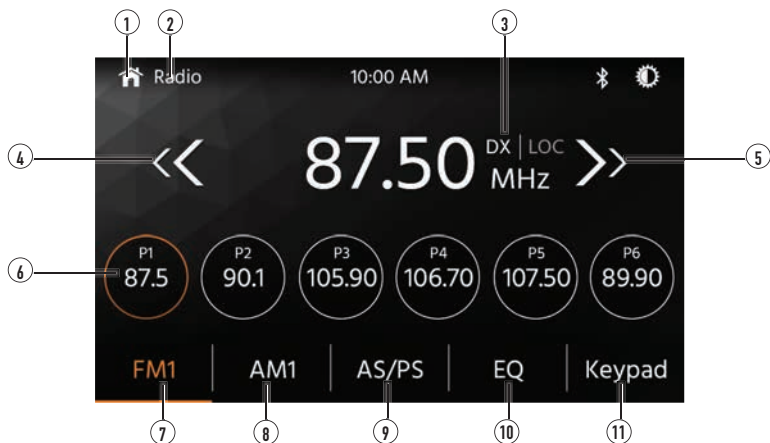 1 2 3
Radio 10:00 AM
4 87.50 DX | LOC 5
MHz
P1 P2 P3 P4 P5 P6
6 87.5 90.1 105.90 106.70 107.50 89.90
FM1 AM1 AS/PS EQ Keypad
7 8 9 10 11